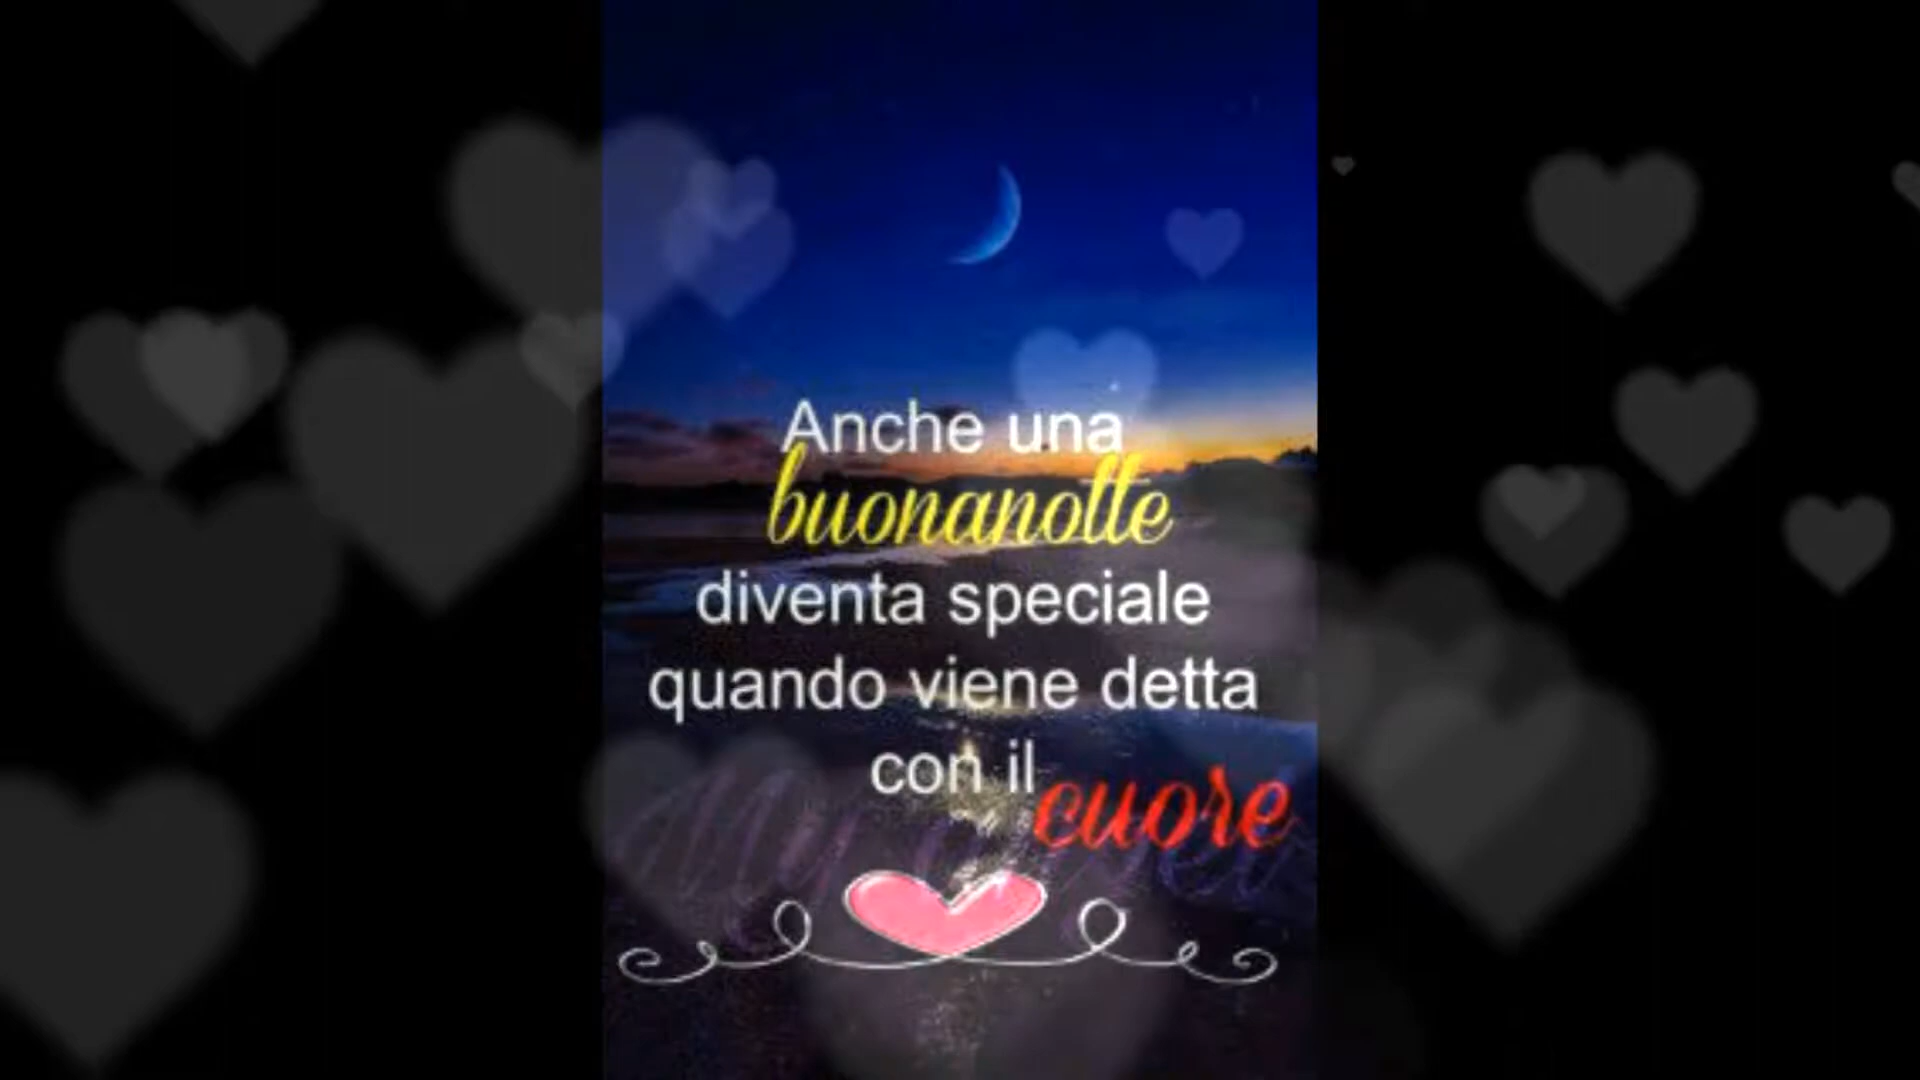 Anche una
buonanotte
diventa speciale
quando viene detta
con il cuore